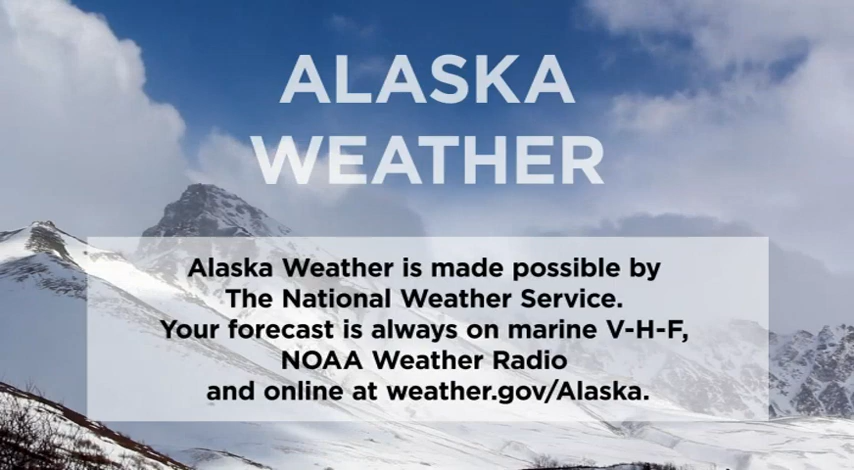 ALASKA
WEATHER
Alaska Weather is made possible by
The National Weather Service.
Your forecast is always on marine V-H-F,
NOAA Weather Radio
and online at weather.gov/Alaska.